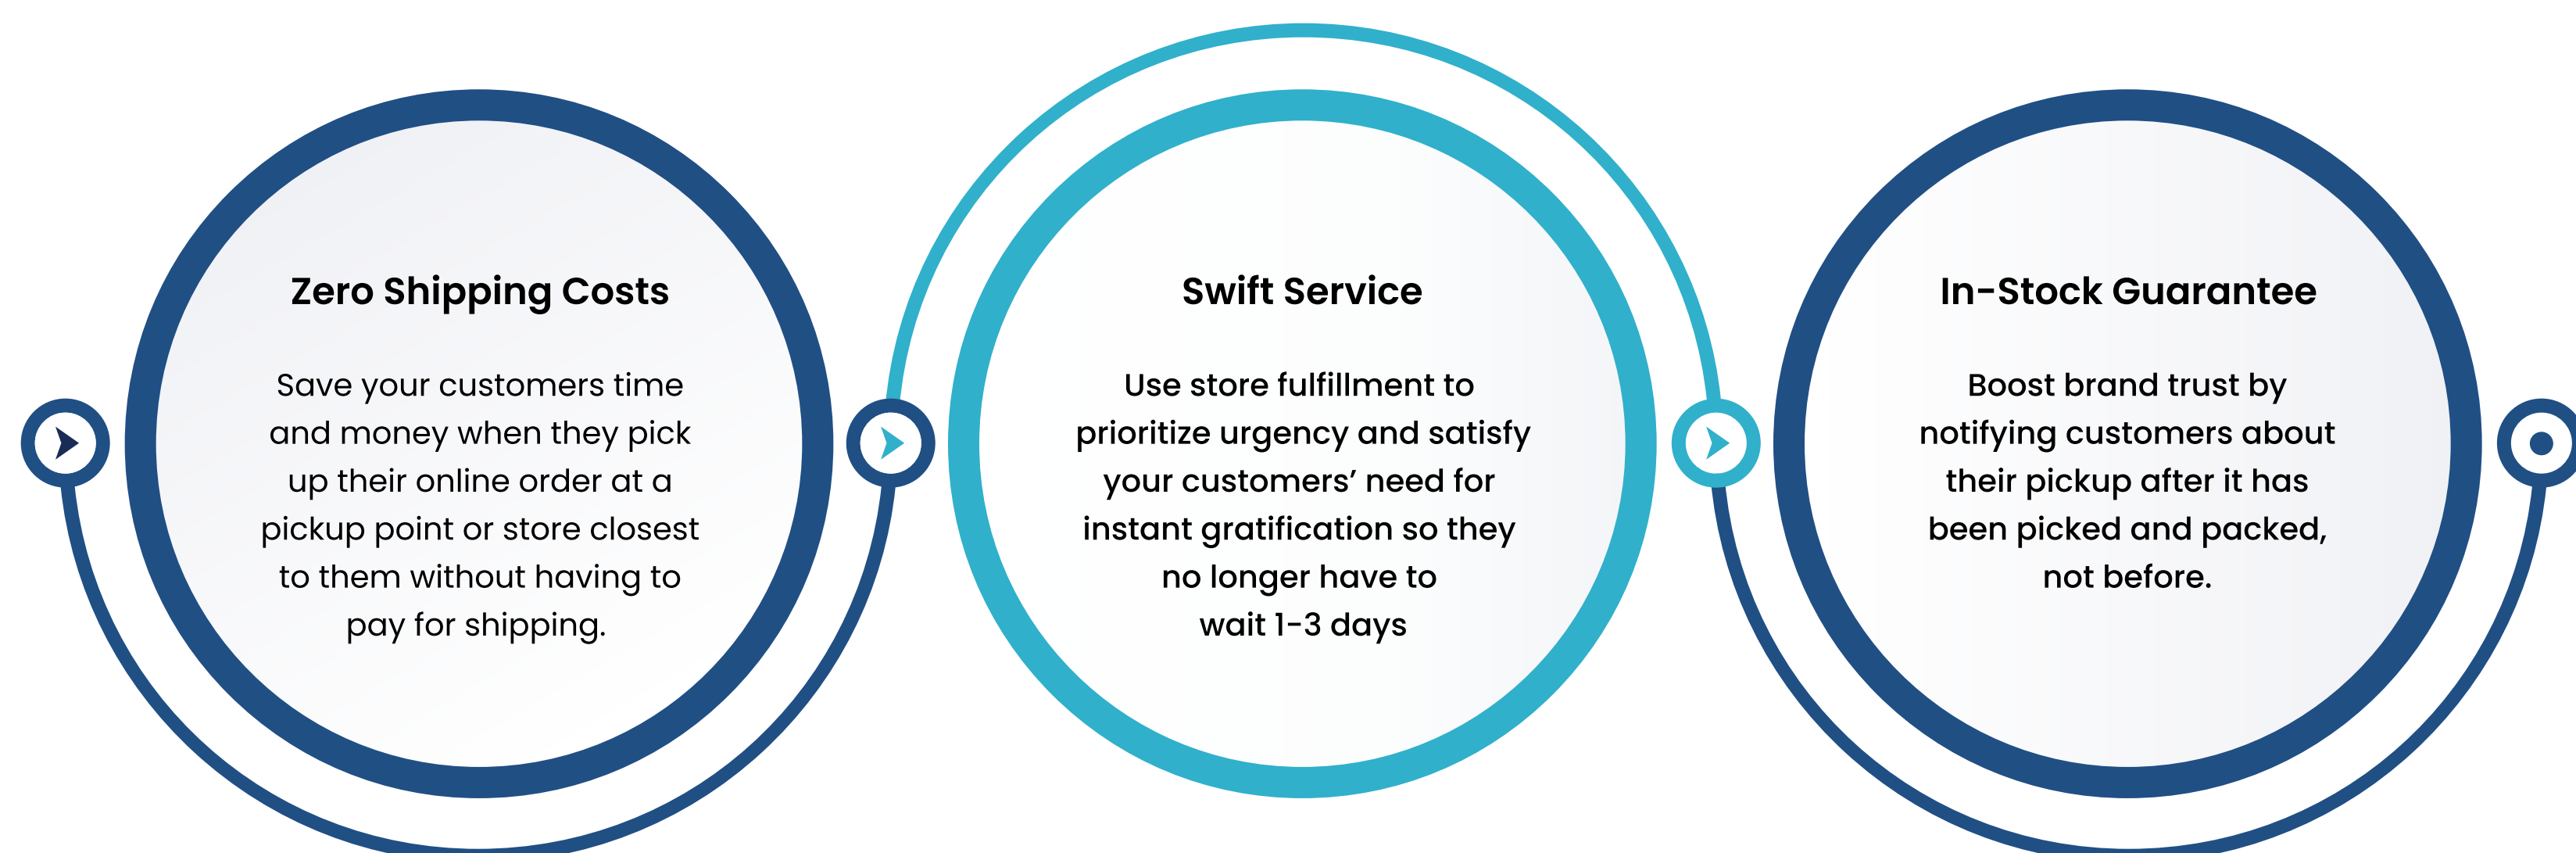 Zero Shipping Costs
Save your customers time
and money when they pick
up their online order at a
pickup point or store closest
to them without having to
pay for shipping.
Swift Service
Use store fulfillment to
prioritize urgency and satisfy
your customers’ need for
instant gratification so they
no longer have to
wait 1-3 days
In-Stock Guarantee
Boost brand trust by
notifying customers about
their pickup after it has
been picked and packed,
not before.